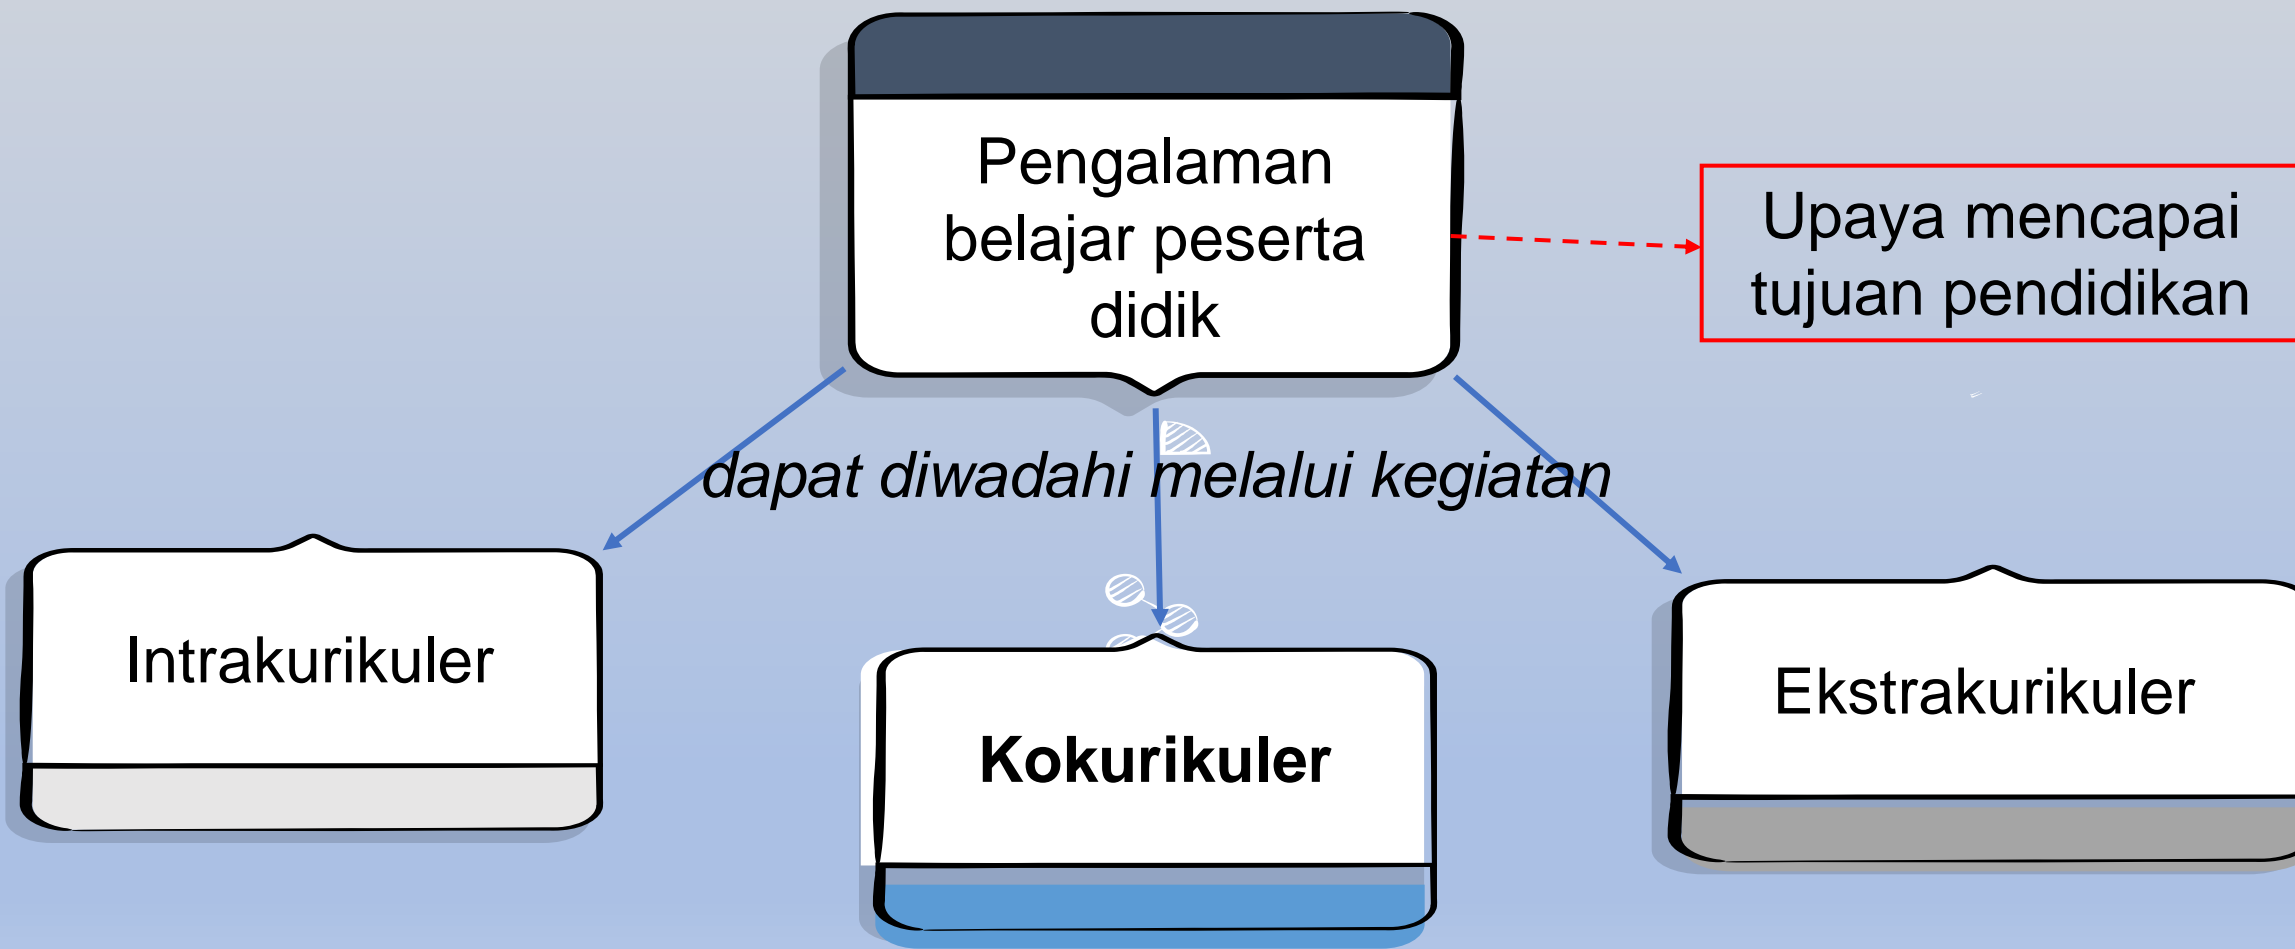 Pengalaman
belajar peserta
didik
Upaya mencapai
tujuan pendidikan
dapat diwadahi melalui kegiatan
Intrakurikuler
Kokurikuler
Ekstrakurikuler